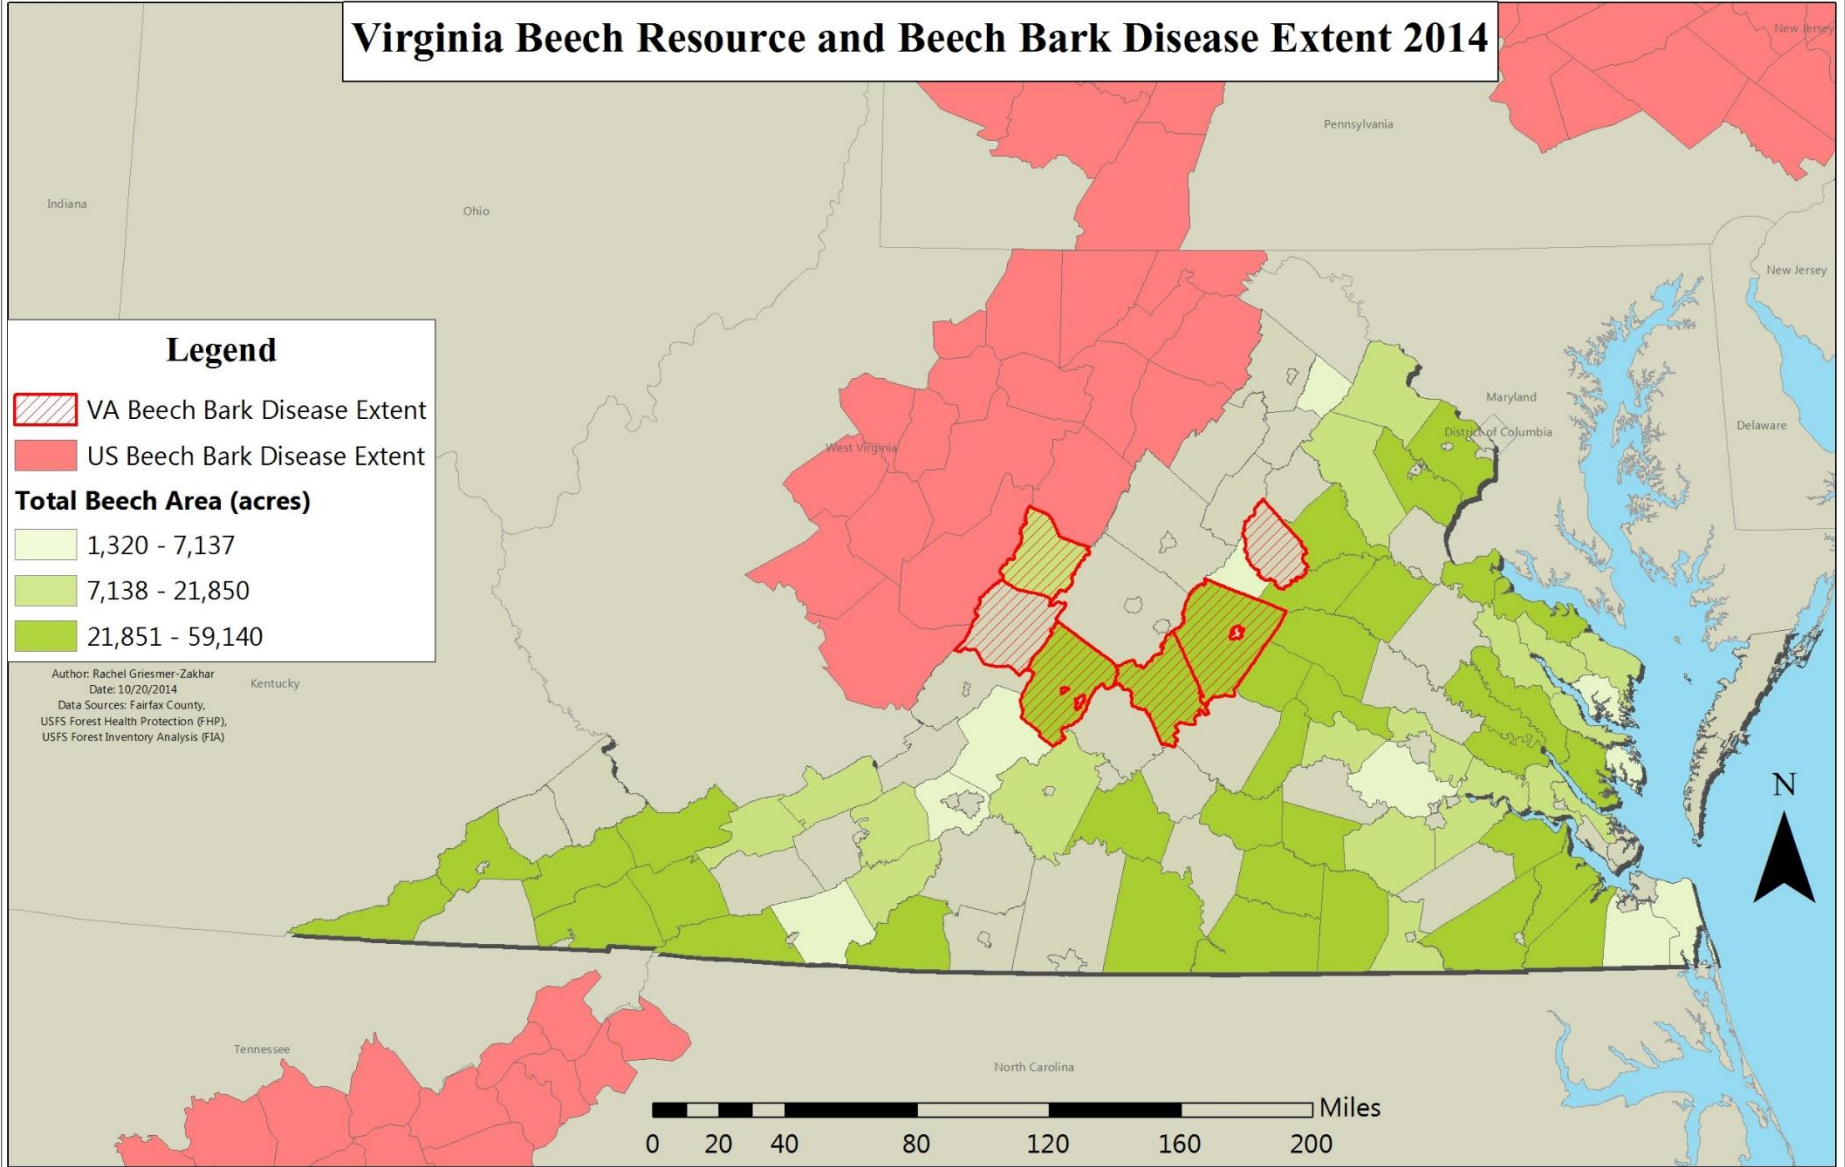 Virginia Beech Resource and Beech Bark Disease Extent 2014
New Jersey
Pennsylvania
Indiana
Ohio
New Jersey
Legend
VA Beech Bark Disease Extent
US Beech Bark Disease Extent
Total Beech Area (acres)
1,320 - 7,137
7,138 - 21,850
21,851 - 59,140
Maryland
District of Columbia
Delaware
West Virginia
Author: Rachel Griesmer-Zakhar
Date: 10/20/2014
Data Sources: Fairfax County,
USFS Forest Health Protection (FHP),
USFS Forest Inventory Analysis (FIA)
Kentucky
N
Tennessee
North Carolina
Miles
0 20 40 80 120 160 200